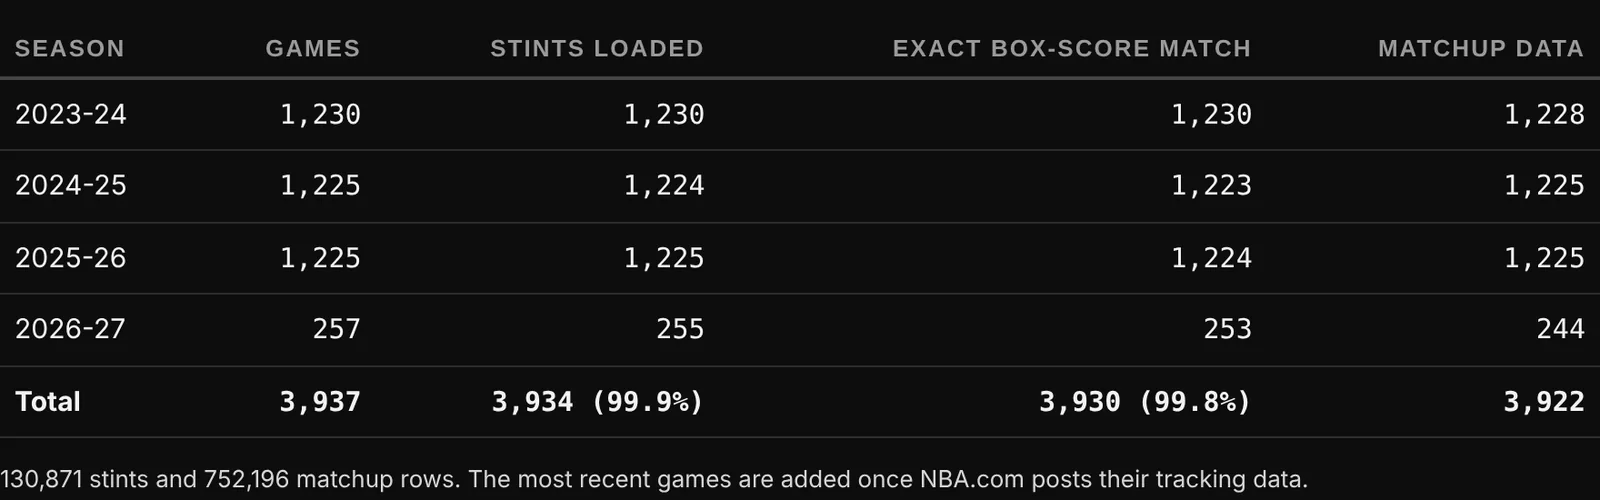 SEASON GAMES STINTS LOADED EXACT BOX-SCORE MATCH MATCHUP DATA
2023-24 1,230 1,230 1,230 1,228
2024-25 1,225 1,224 1,223 1,225
2025-26 1,225 1,225 1,224 1,225
2026-27 257 255 253 244
Total 3,937 3,934 (99.9%) 3,930 (99.8%) 3,922
130,871 stints and 752,196 matchup rows. The most recent games are added once NBA.com posts their tracking data.